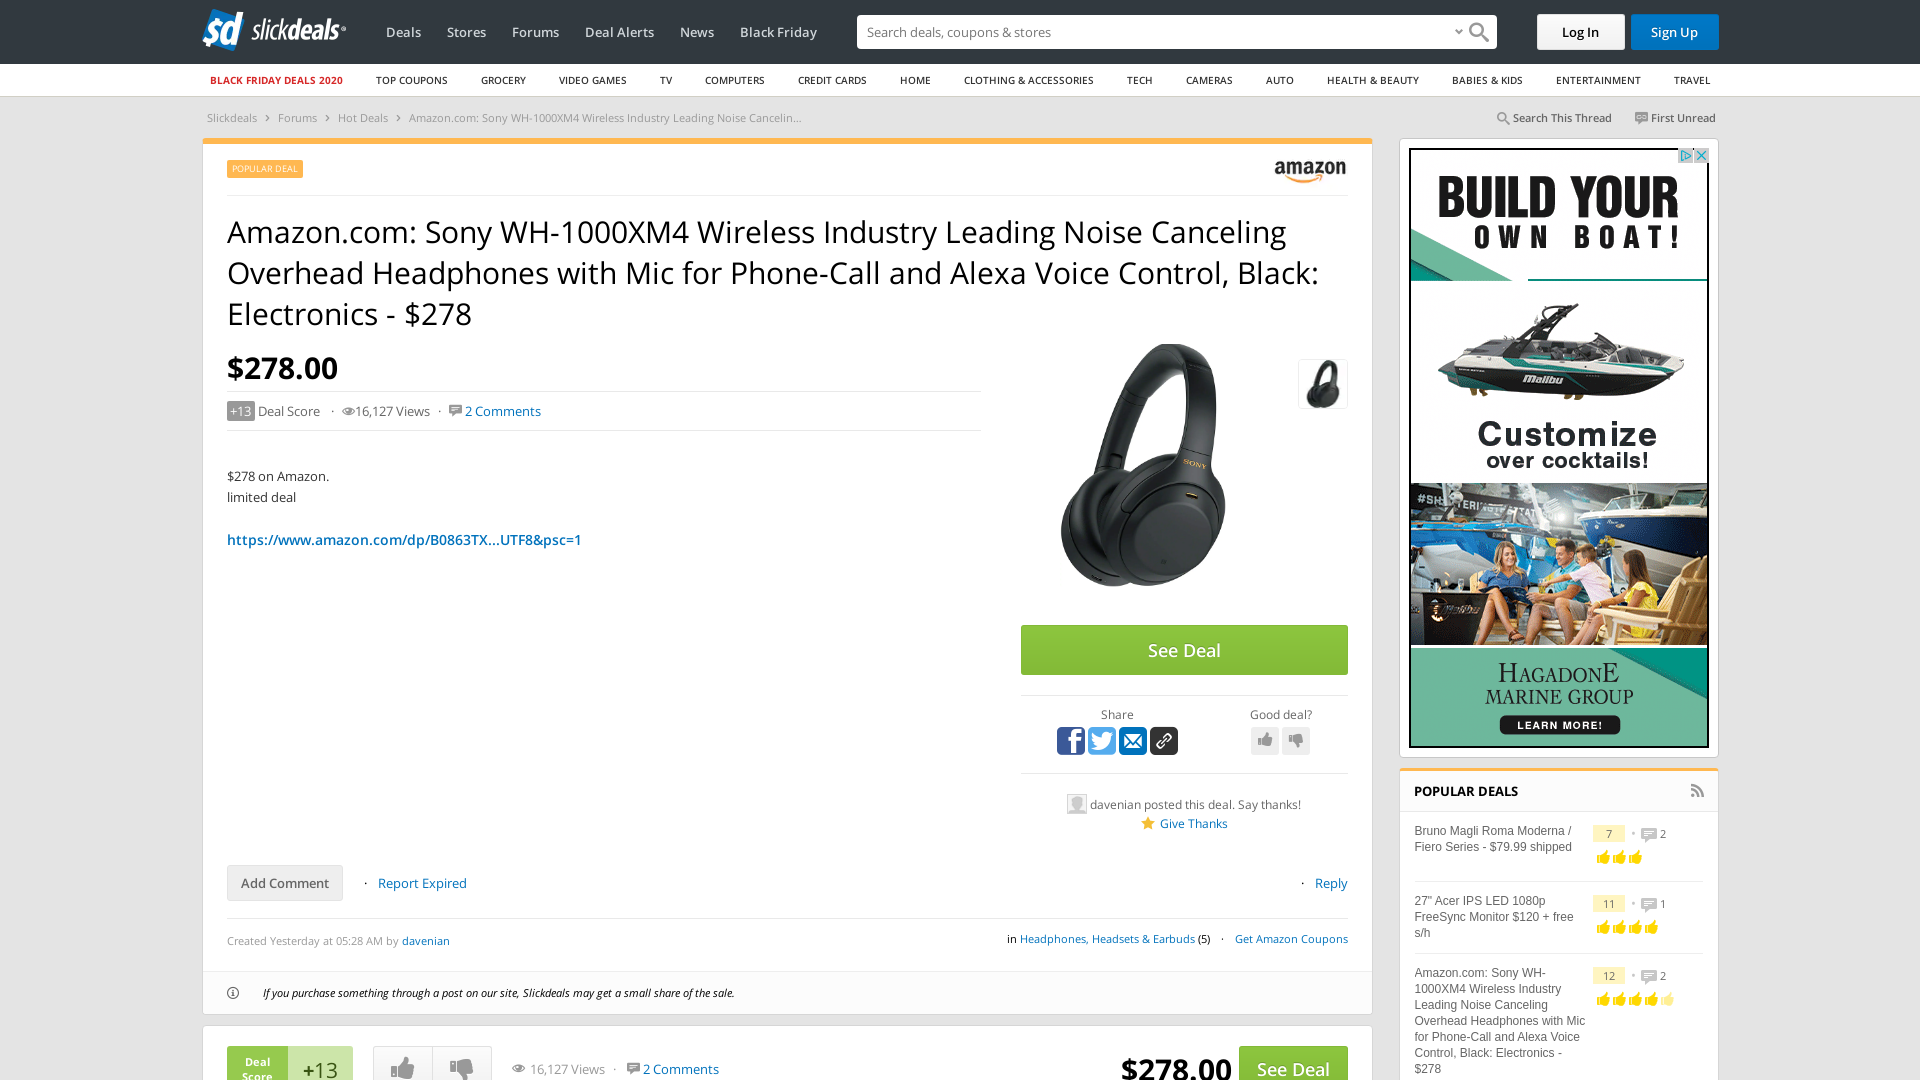 slickdeals
Deals
Stores
Forums
Deal Alerts
News
Black Friday
Search deals, coupons & stores
Log In
Sign Up
BLACK FRIDAY DEALS 2020
TOP COUPONS
GROCERY
VIDEO GAMES
TV
COMPUTERS
CREDIT CARDS
HOME
CLOTHING & ACCESSORIES
TECH
CAMERAS
AUTO
HEALTH & BEAUTY
BABIES & KIDS
ENTERTAINMENT
TRAVEL
Slickdeals > Forums > Hot Deals > Amazon.com: Sony WH-1000XM4 Wireless Industry Leading Noise Cancelin...
Search This Thread
First Unread
POPULAR DEAL
amazon
Amazon.com: Sony WH-1000XM4 Wireless Industry Leading Noise Canceling
Overhead Headphones with Mic for Phone-Call and Alexa Voice Control, Black:
Electronics - $278
$278.00
+13 Deal Score · 16,127 Views · 2 Comments
$278 on Amazon.
limited deal
https://www.amazon.com/dp/B0863TX...UTF8&psc=1
SONY
See Deal
Share
Good deal?
davenian posted this deal. Say thanks!
Give Thanks
Add Comment
· Report Expired
· Reply
Created Yesterday at 05:28 AM by davenian
in Headphones, Headsets & Earbuds (5) · Get Amazon Coupons
If you purchase something through a post on our site, Slickdeals may get a small share of the sale.
Deal
Score
+13
16,127 Views · 2 Comments
$278.00
See Deal
BUILD YOUR
OWN BOAT!
Malibu
Customize
over cocktails!
HAGADONE
MARINE GROUP
LEARN MORE!
POPULAR DEALS
Bruno Magli Roma Moderna /
Fiero Series - $79.99 shipped
7 • 2
27" Acer IPS LED 1080p
FreeSync Monitor $120 + free
s/h
11 • 1
Amazon.com: Sony WH-
1000XM4 Wireless Industry
Leading Noise Canceling
Overhead Headphones with Mic
for Phone-Call and Alexa Voice
Control, Black: Electronics -
$278
12 • 2